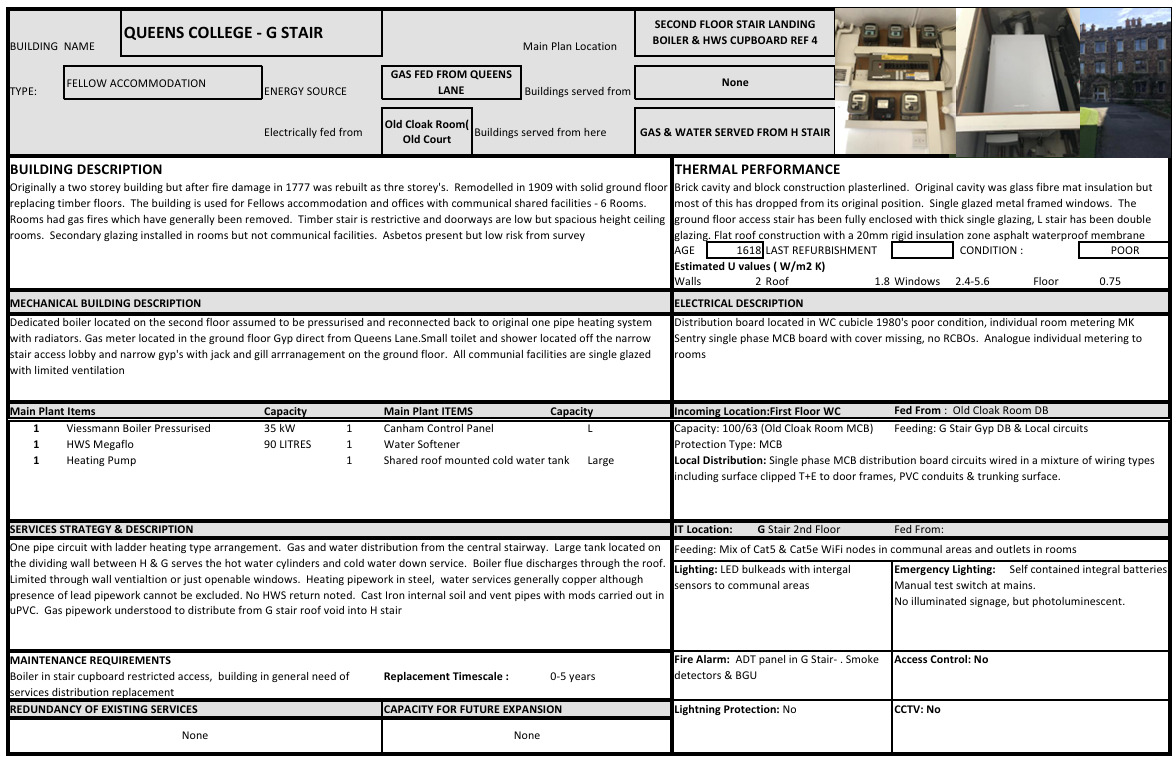 BUILDING NAME
QUEENS COLLEGE - G STAIR
Main Plan Location
SECOND FLOOR STAIR LANDING
BOILER & HWS CUPBOARD REF 4
TYPE:
FELLOW ACCOMMODATION
ENERGY SOURCE
GAS FED FROM QUEENS
LANE
Buildings served from
None
Electrically fed from
Old Cloak Room(
Old Court
Buildings served from here
GAS & WATER SERVED FROM H STAIR
BUILDING DESCRIPTION
Originally a two storey building but after fire damage in 1777 was rebuilt as thre storey's. Remodelled in 1909 with solid ground floor
replacing timber floors. The building is used for Fellows accommodation and offices with communical shared facilities - 6 Rooms.
Rooms had gas fires which have generally been removed. Timber stair is restrictive and doorways are low but spacious height ceiling
rooms. Secondary glazing installed in rooms but not communical facilities. Asbetos present but low risk from survey
THERMAL PERFORMANCE
Brick cavity and block construction plasterlined. Original cavity was glass fibre mat insulation but
most of this has dropped from its original position. Single glazed metal framed windows. The
ground floor access stair has been fully enclosed with thick single glazing, L stair has been double
glazing. Flat roof construction with a 20mm rigid insulation zone asphalt waterproof membrane
AGE 1618 LAST REFURBISHMENT CONDITION : POOR
Estimated U values ( W/m2 K)
Walls 2 Roof 1.8 Windows 2.4-5.6 Floor 0.75
MECHANICAL BUILDING DESCRIPTION
Dedicated boiler located on the second floor assumed to be pressurised and reconnected back to original one pipe heating system
with radiators. Gas meter located in the ground floor Gyp direct from Queens Lane.Small toilet and shower located off the narrow
stair access lobby and narrow gyp's with jack and gill arrranagement on the ground floor. All communial facilities are single glazed
with limited ventilation
ELECTRICAL DESCRIPTION
Distribution board located in WC cubicle 1980's poor condition, individual room metering MK
Sentry single phase MCB board with cover missing, no RCBOs. Analogue individual metering to
rooms
Main Plant Items Capacity Main Plant ITEMS Capacity
1 Viessmann Boiler Pressurised 35 kW 1 Canham Control Panel L
1 HWS Megaflo 90 LITRES 1 Water Softener
1 Heating Pump 1 Shared roof mounted cold water tank Large
Incoming Location:First Floor WC Fed From : Old Cloak Room DB
Capacity: 100/63 (Old Cloak Room MCB) Feeding: G Stair Gyp DB & Local circuits
Protection Type: MCB
Local Distribution: Single phase MCB distribution board circuits wired in a mixture of wiring types
including surface clipped T+E to door frames, PVC conduits & trunking surface.
SERVICES STRATEGY & DESCRIPTION
One pipe circuit with ladder heating type arrangement. Gas and water distribution from the central stairway. Large tank located on
the dividing wall between H & G serves the hot water cylinders and cold water down service. Boiler flue discharges through the roof.
Limited through wall ventialtion or just openable windows. Heating pipework in steel, water services generally copper although
presence of lead pipework cannot be excluded. No HWS return noted. Cast Iron internal soil and vent pipes with mods carried out in
uPVC. Gas pipework understood to distribute from G stair roof void into H stair
IT Location: G Stair 2nd Floor Fed From:
Feeding: Mix of Cat5 & Cat5e WiFi nodes in communal areas and outlets in rooms
Lighting: LED bulkeads with intergal
sensors to communal areas
Emergency Lighting: Self contained integral batteries
Manual test switch at mains.
No illuminated signage, but photoluminescent.
MAINTENANCE REQUIREMENTS
Boiler in stair cupboard restricted access, building in general need of
services distribution replacement
Replacement Timescale : 0-5 years
Fire Alarm: ADT panel in G Stair- . Smoke
detectors & BGU
Access Control: No
REDUNDANCY OF EXISTING SERVICES
CAPACITY FOR FUTURE EXPANSION
None
None
Lightning Protection: No
CCTV: No